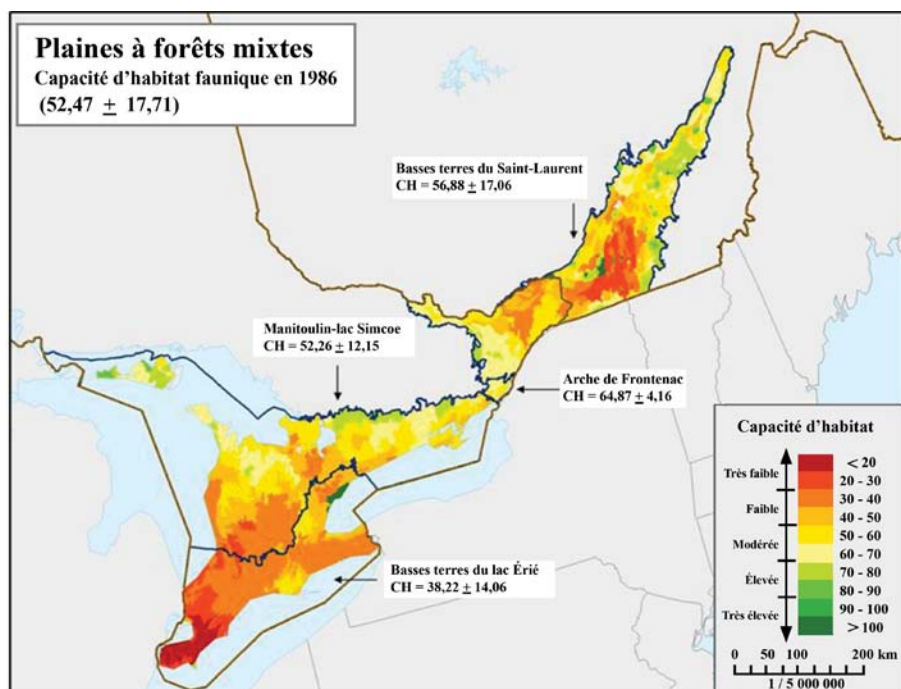 Plaines à forêts mixtes
Capacité d'habitat faunique en 1986
(52,47 ± 17,71)
Basses terres du Saint-Laurent
CH = 56,88 ± 17,06
Manitoulin-lac Simcoe
CH = 52,26 ± 12,15
Arche de Frontenac
CH = 64,87 ± 4,16
Basses terres du lac Érié
CH = 38,22 ± 14,06
Capacité d'habitat
Très faible
Faible
Modérée
Élevée
Très élevée
< 20
20 - 30
30 - 40
40 - 50
50 - 60
60 - 70
70 - 80
80 - 90
90 - 100
> 100
0 50 100 200 km
1 / 5 000 000